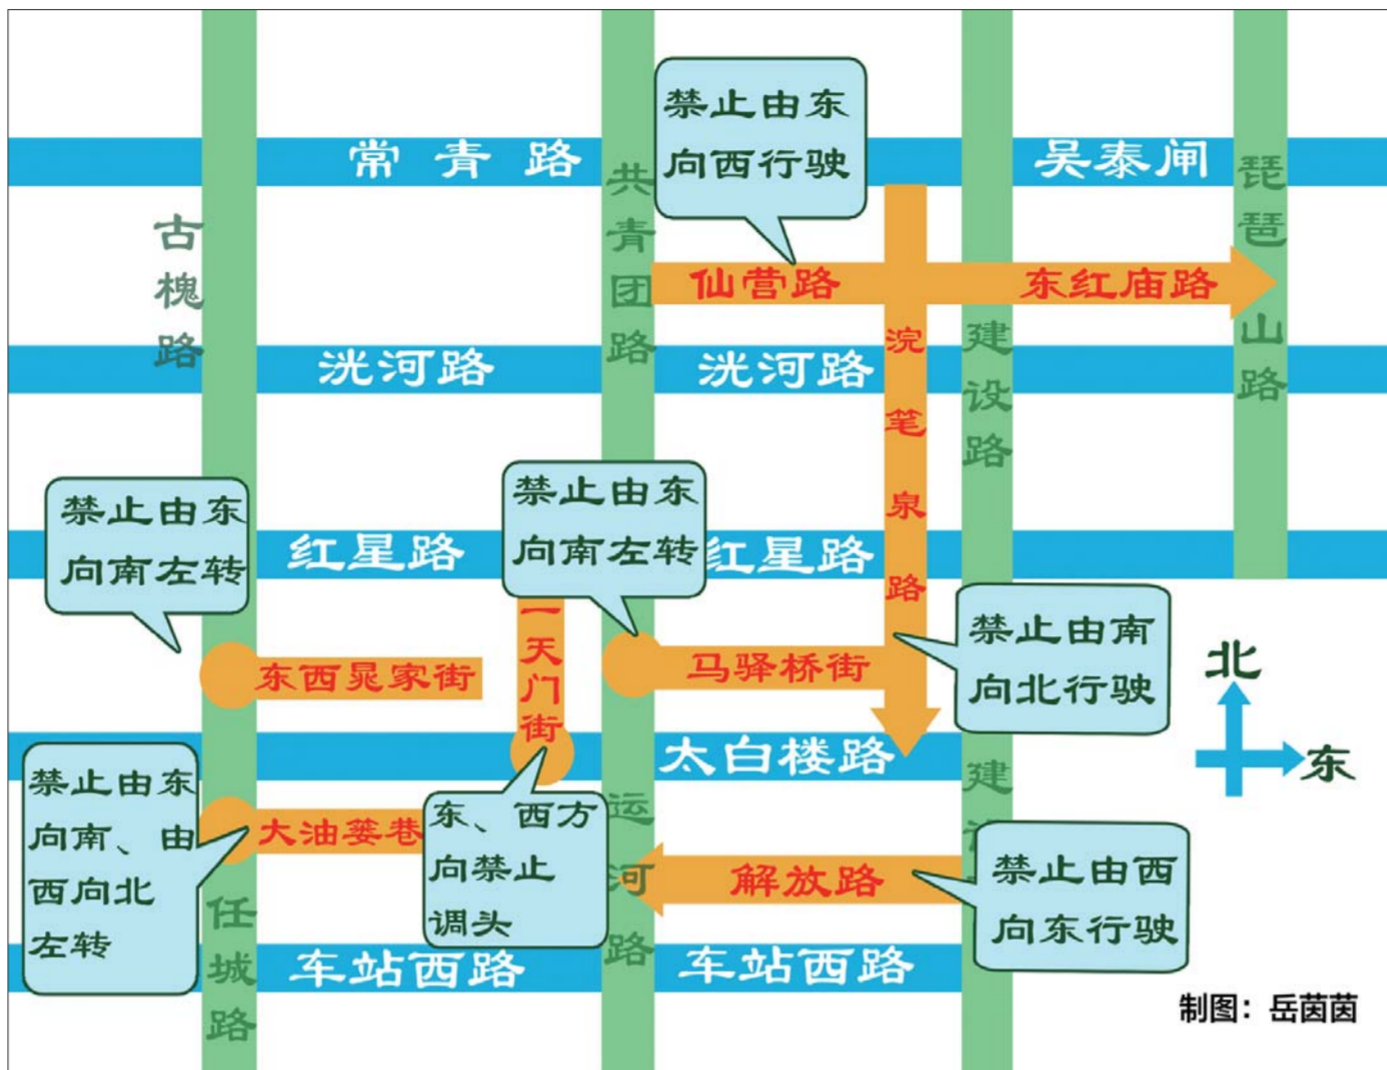 禁止由东
向西行驶
常青路
吴泰闸
共青团路
琵琶山路
古槐路
仙营路
东红庙路
浣笔泉路
建设路
洸河路
洸河路
禁止由东
向南左转
禁止由东
向南左转
红星路
红星路
一天门街
东西晁家街
马驿桥街
禁止由南
向北行驶
北
东
太白楼路
禁止由东
向南、由
西向北
左转
大油篓巷
东、西方
向禁止
调头
运河路
解放路
建
禁止由西
向东行驶
任城路
车站西路
车站西路
制图：岳茵茵